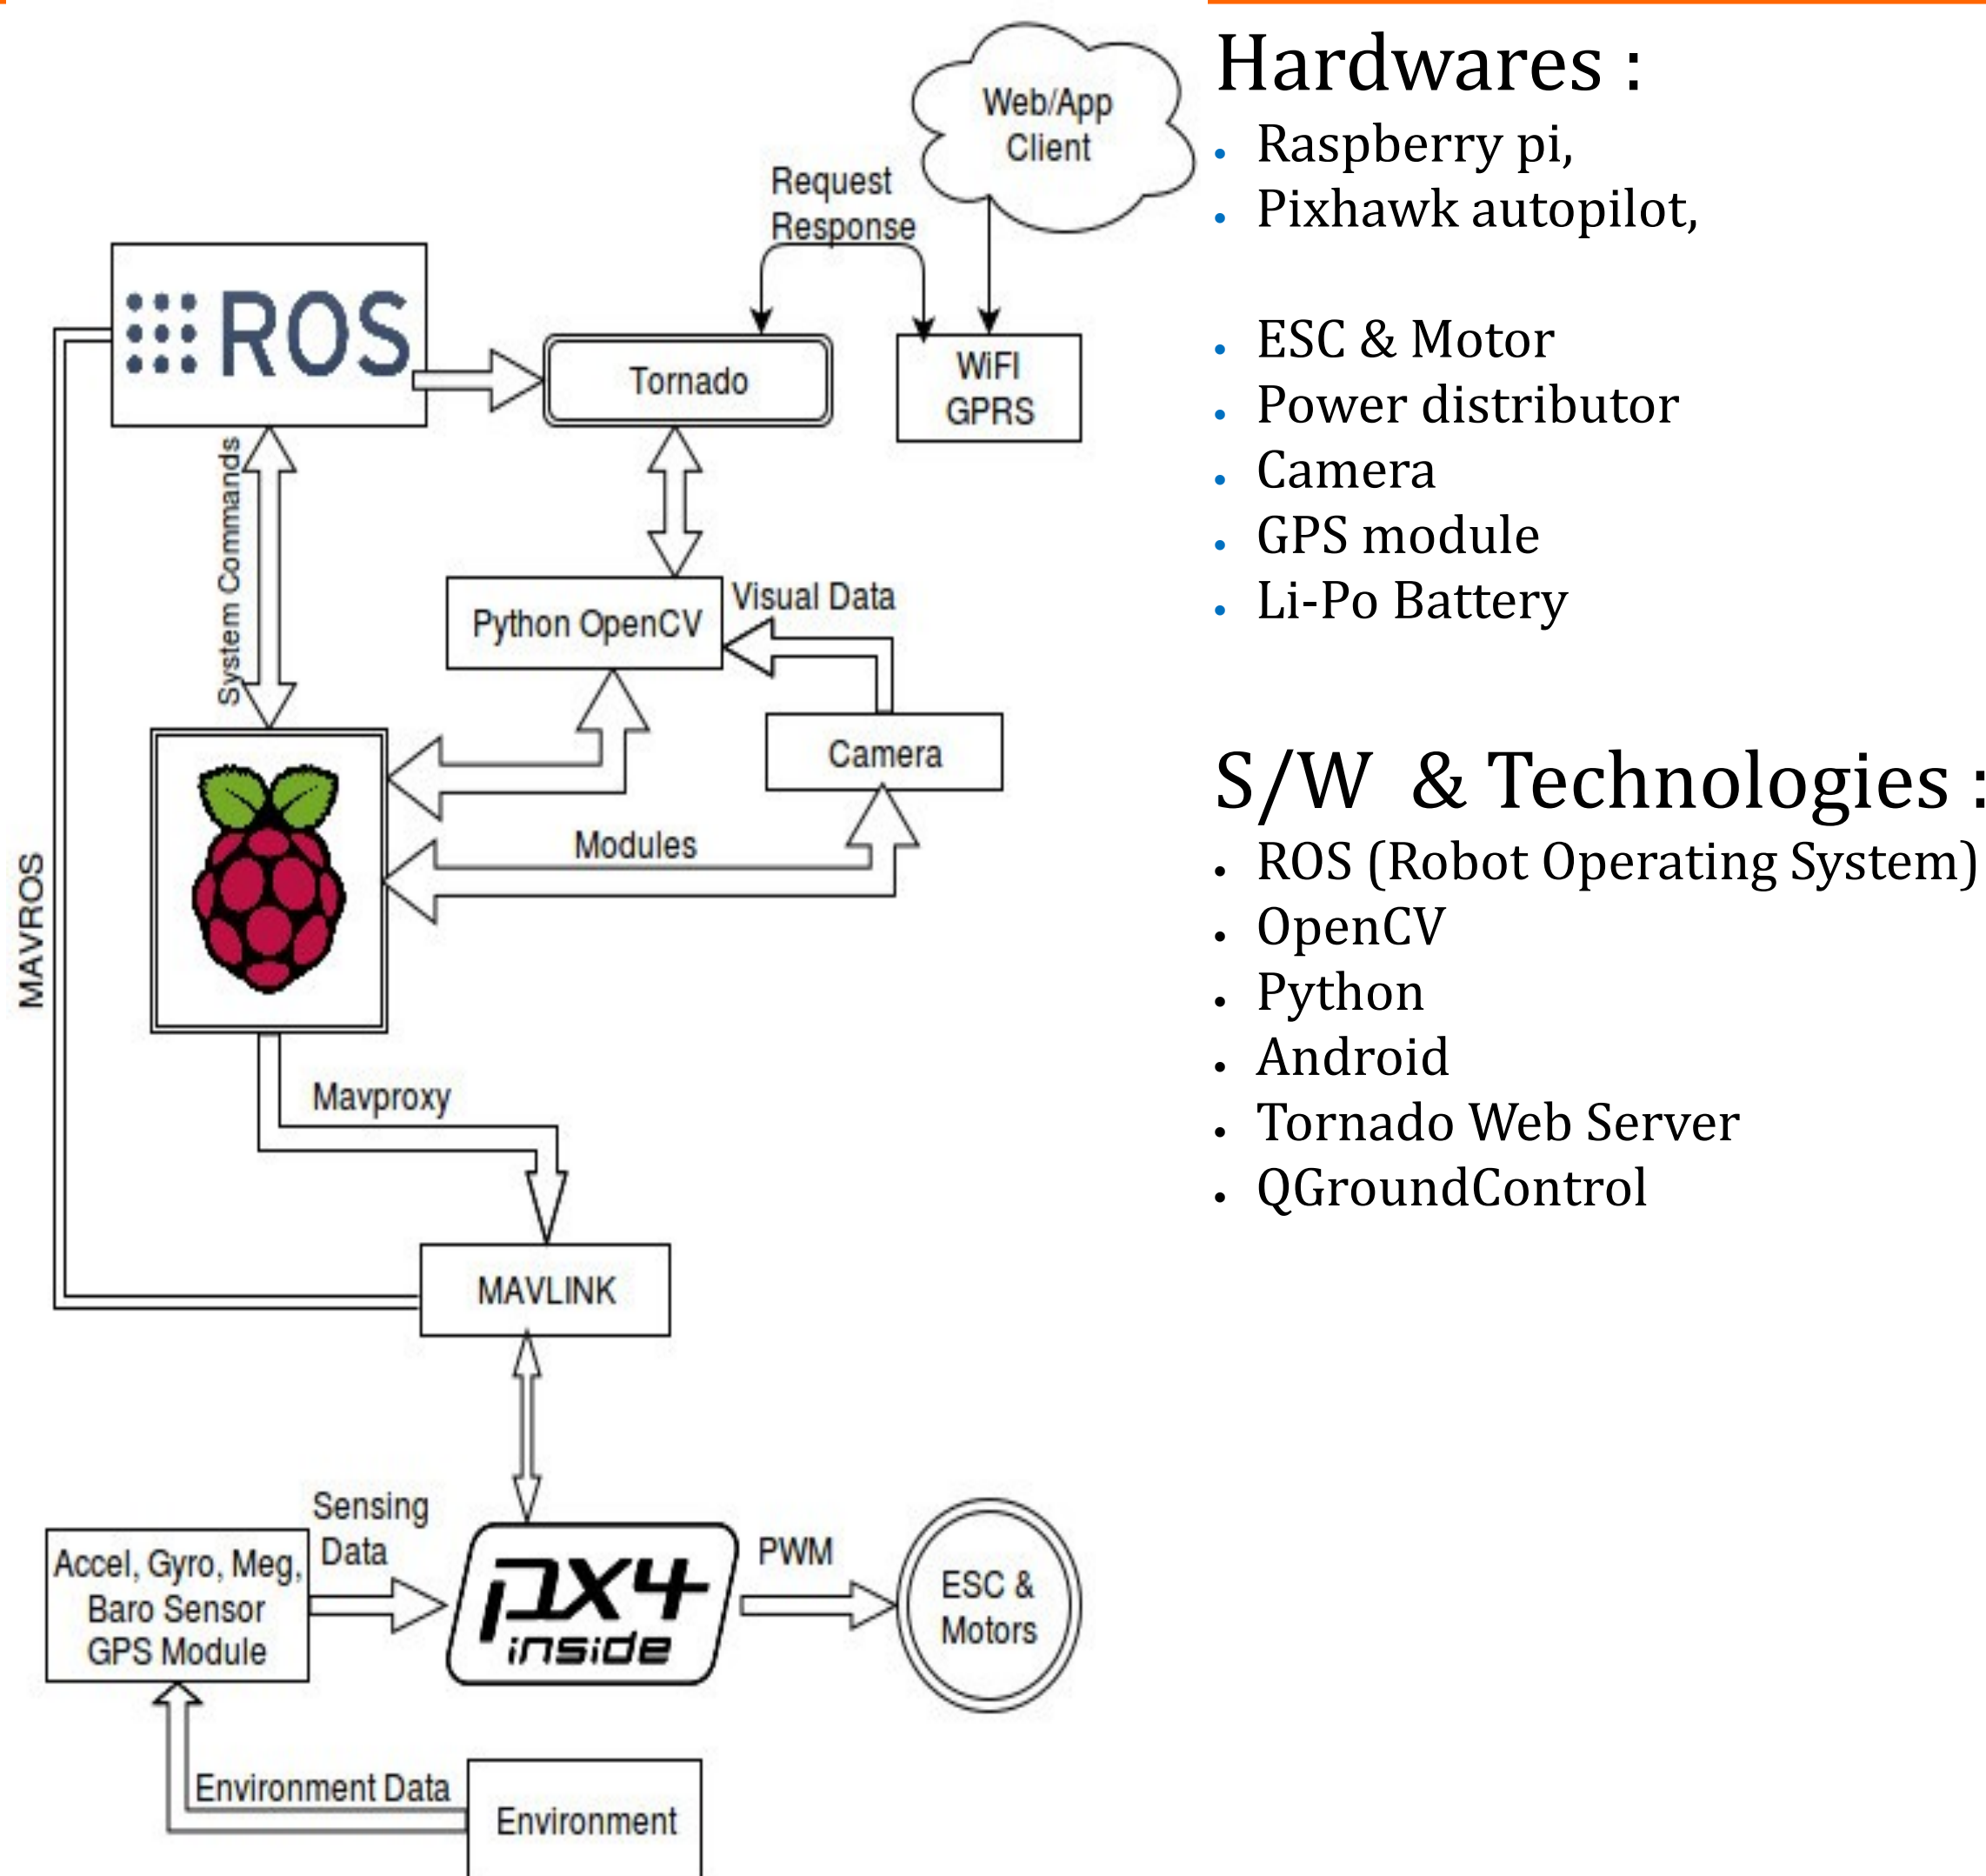 Web/App
Client
Request
Response
ROS
Tornado
WiFI
GPRS
System Commands
Python OpenCV
Visual Data
Camera
Modules
MAVROS
Mavproxy
MAVLINK
Sensing
Data
Accel, Gyro, Meg,
Baro Sensor
GPS Module
px4
inside
PWM
ESC &
Motors
Environment Data
Environment
Hardwares :
• Raspberry pi,
• Pixhawk autopilot,
• ESC & Motor
• Power distributor
• Camera
• GPS module
• Li-Po Battery
S/W & Technologies :
• ROS (Robot Operating System)
• OpenCV
• Python
• Android
• Tornado Web Server
• QGroundControl